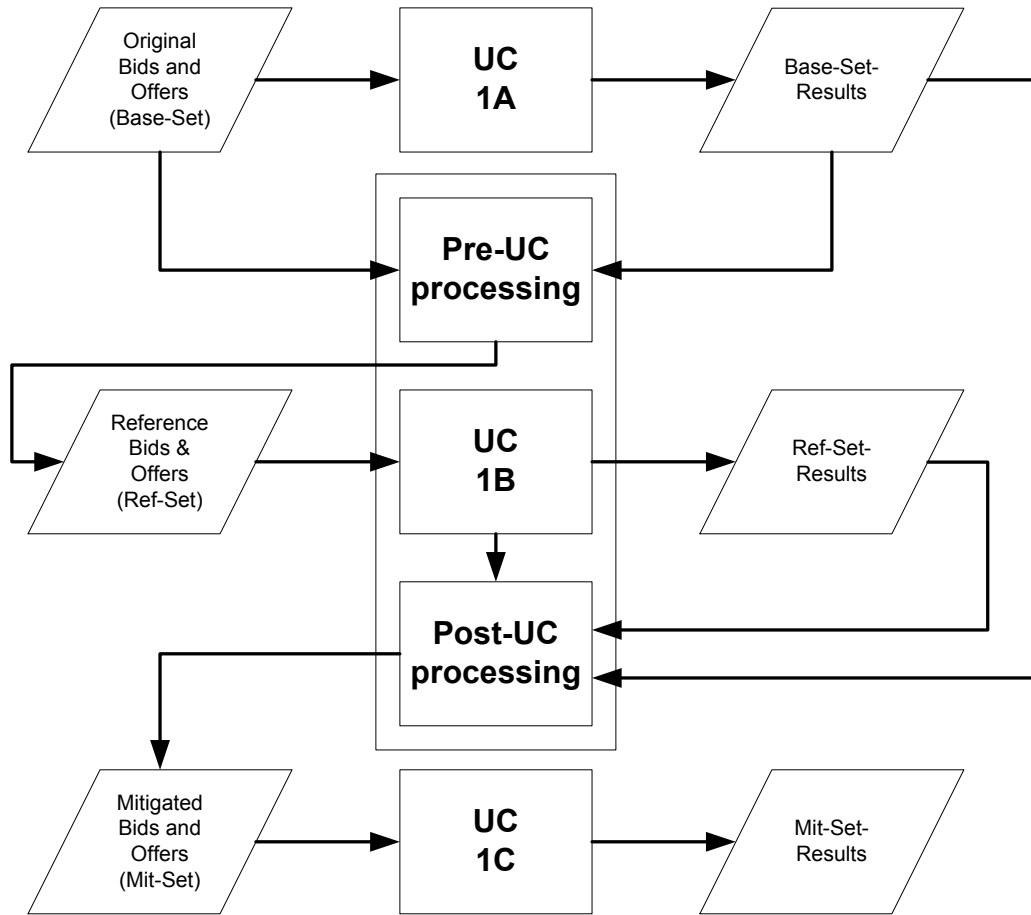 Original
Bids and
Offers
(Base-Set)
UC
1A
Base-Set-
Results
Pre-UC
processing
Reference
Bids &
Offers
(Ref-Set)
UC
1B
Ref-Set-
Results
Post-UC
processing
Mitigated
Bids and
Offers
(Mit-Set)
UC
1C
Mit-Set-
Results